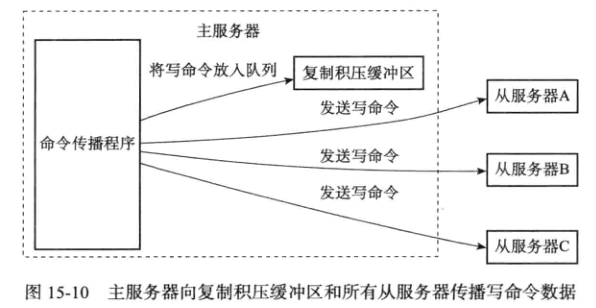 主服务器
将写命令放入队列
复制积压缓冲区
发送写命令
从服务器A
命令传播程序
发送写命令
从服务器B
发送写命令
从服务器C
图 15-10 主服务器向复制积压缓冲区和所有从服务器传播写命令数据